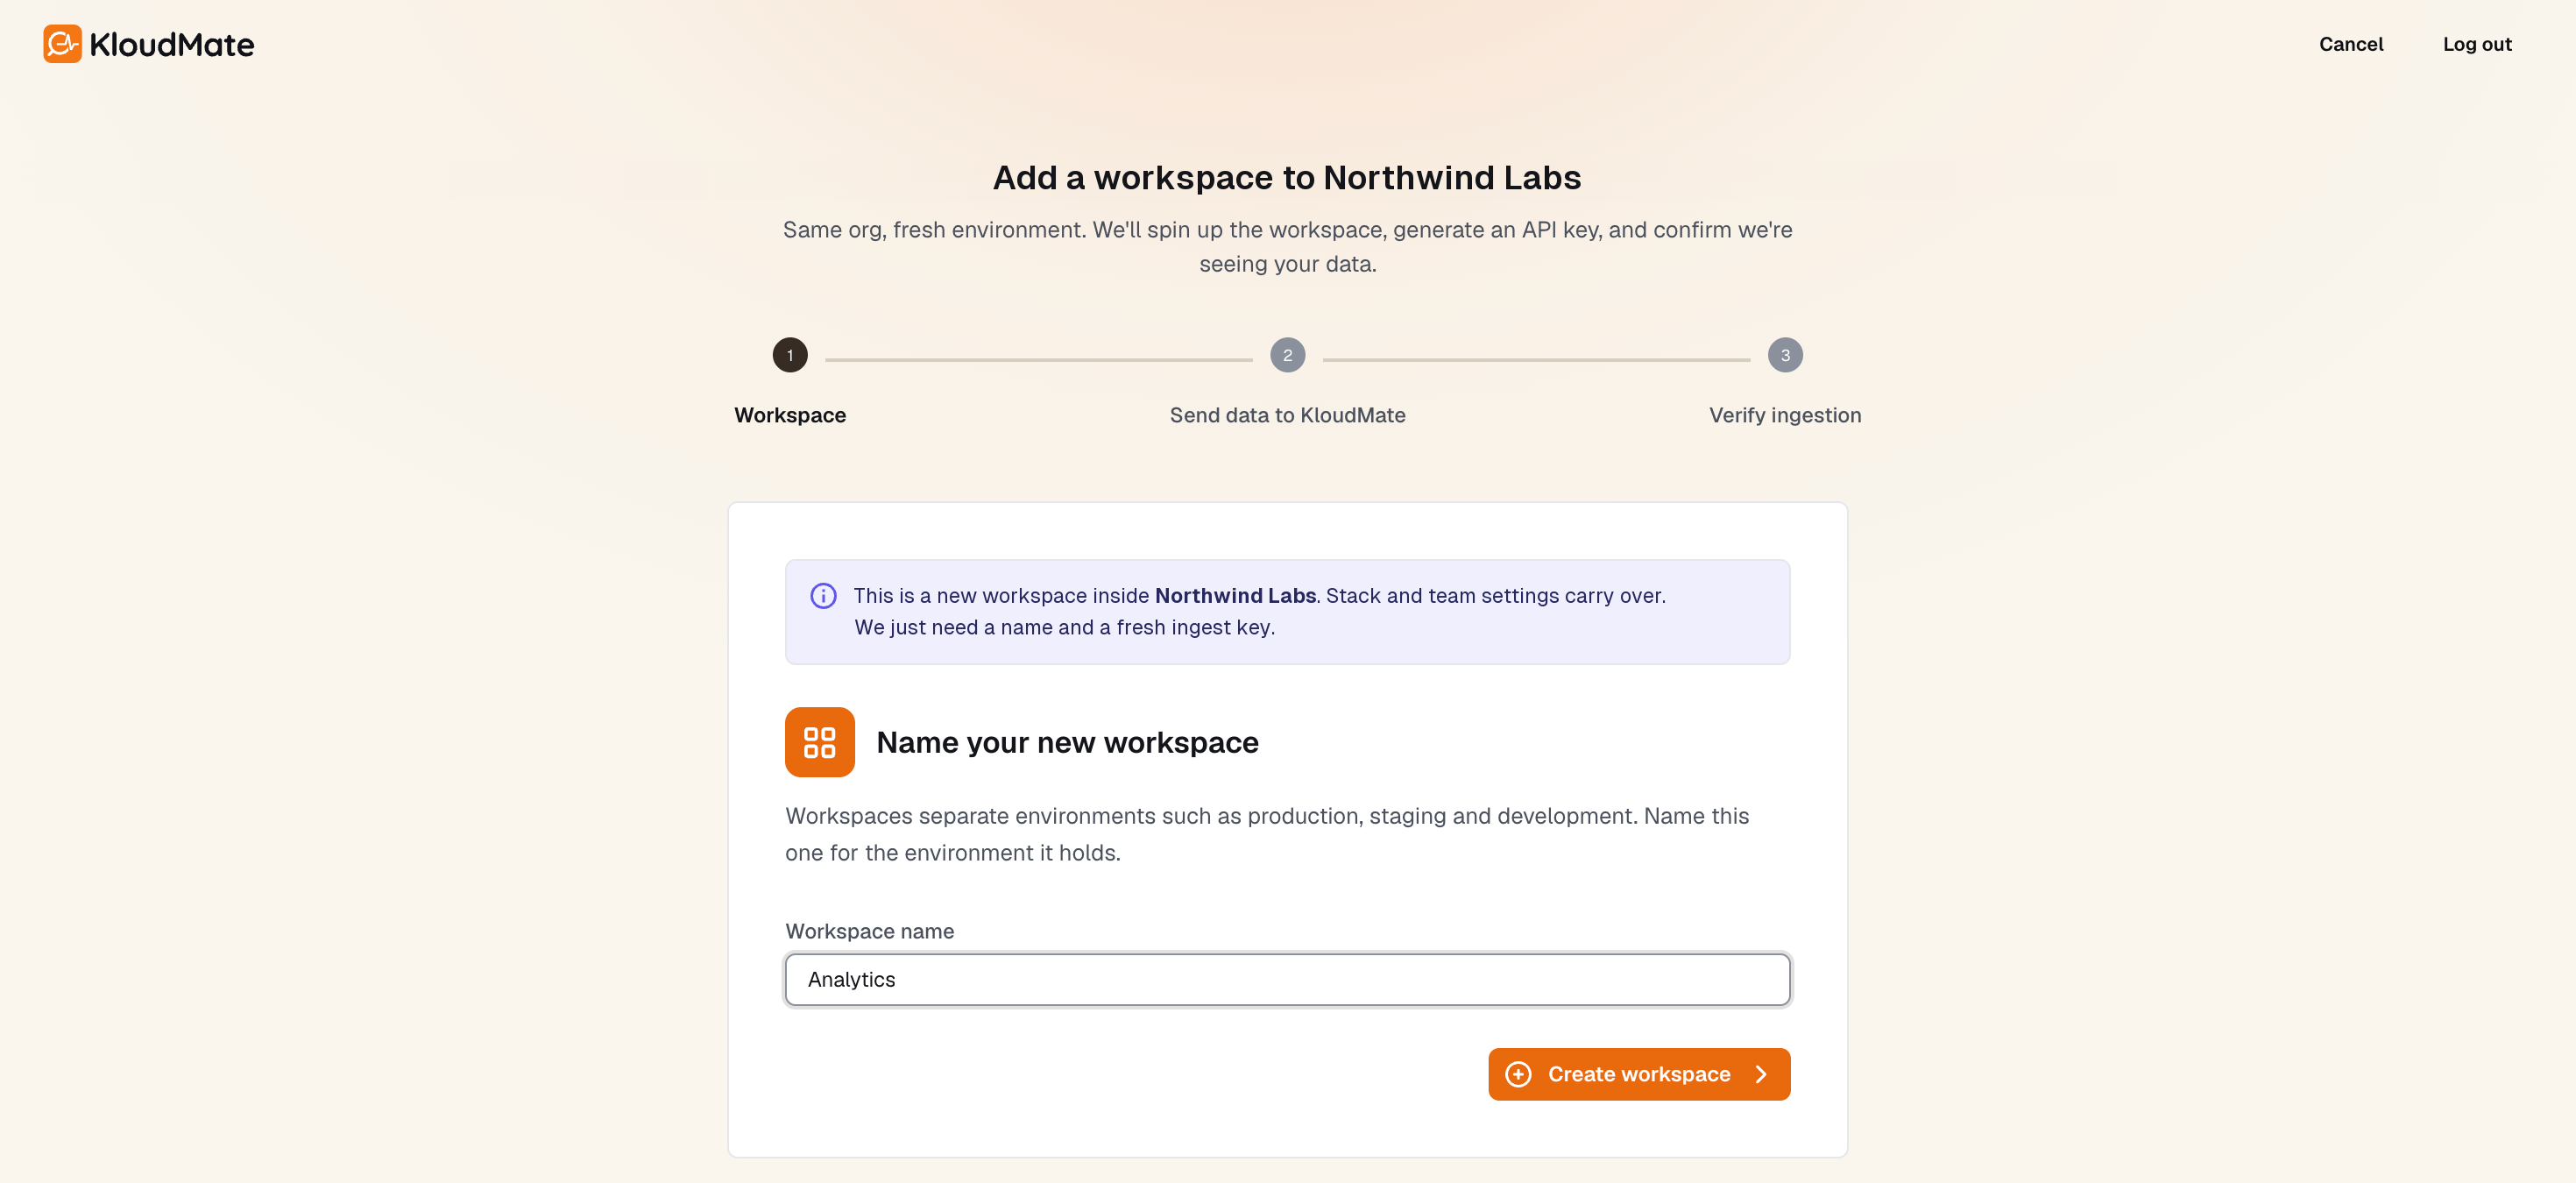 KloudMate
Cancel
Log out
Add a workspace to Northwind Labs
Same org, fresh environment. We'll spin up the workspace, generate an API key, and confirm we're
seeing your data.
1
2
3
Workspace
Send data to KloudMate
Verify ingestion
This is a new workspace inside Northwind Labs. Stack and team settings carry over.
We just need a name and a fresh ingest key.
Name your new workspace
Workspaces separate environments such as production, staging and development. Name this
one for the environment it holds.
Workspace name
Analytics
Create workspace